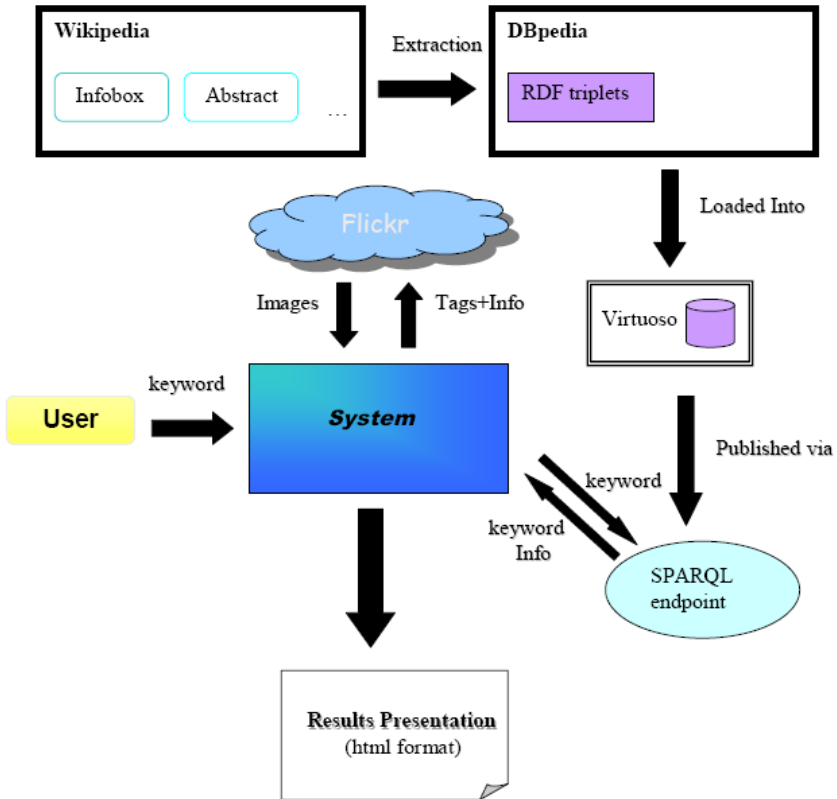 Wikipedia
Infobox
Abstract
...
Extraction
DBpedia
RDF triplets
Loaded Into
Flickr
Images
Tags+Info
Virtuoso
keyword
User
System
Published via
keyword
keyword
Info
SPARQL
endpoint
Results Presentation
(html format)